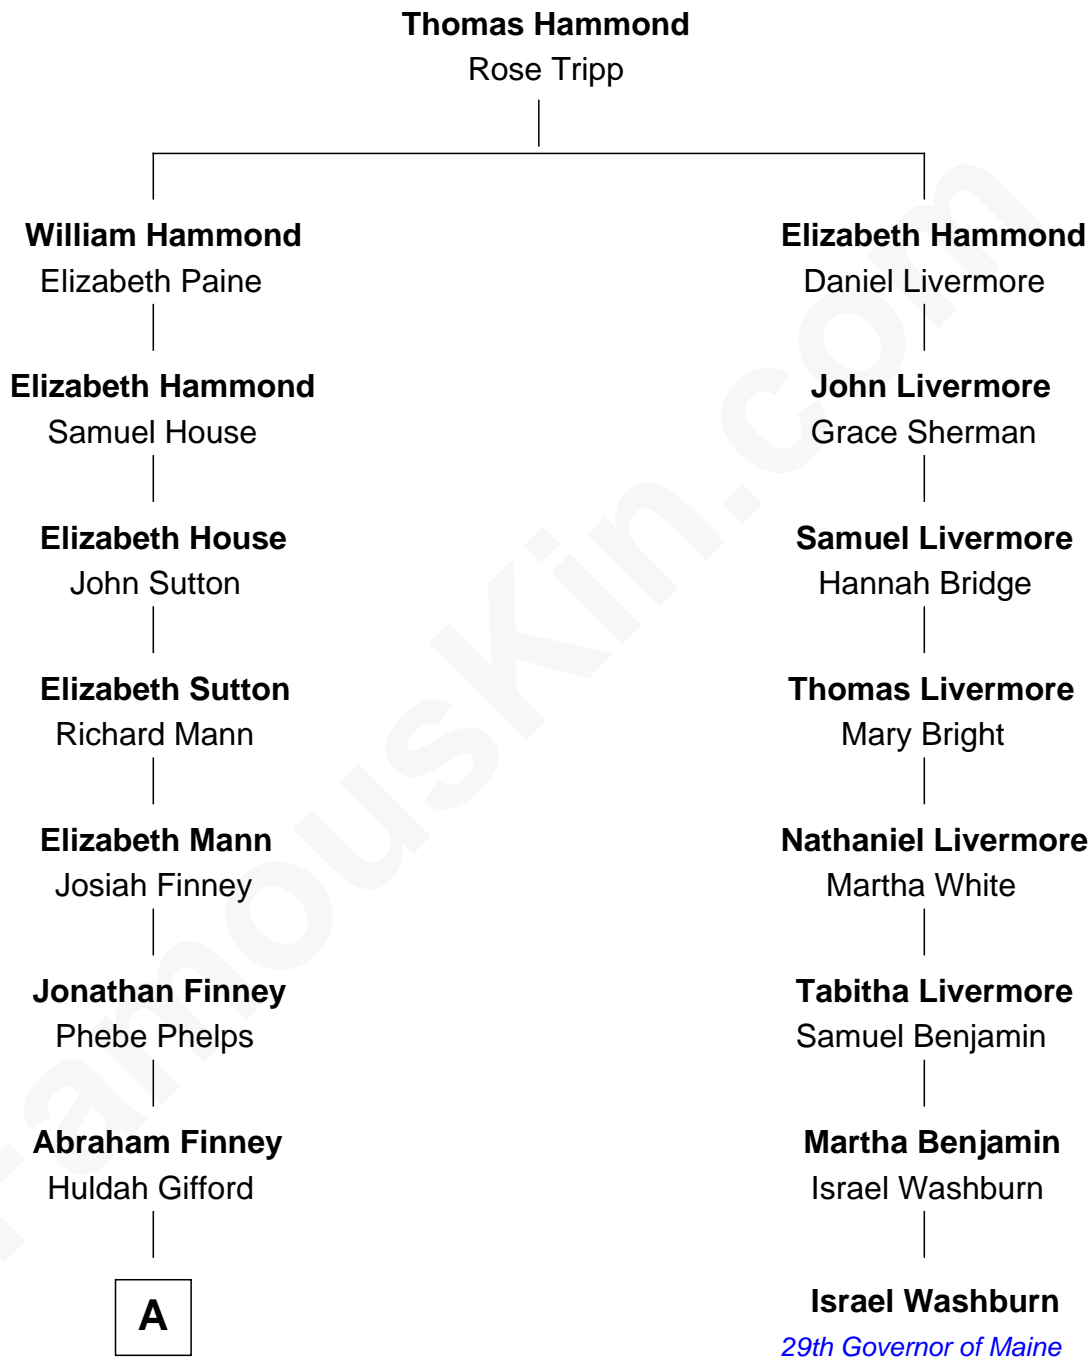 Thomas Hammond
Rose Tripp
William Hammond
Elizabeth Paine
Elizabeth Hammond
Daniel Livermore
Elizabeth Hammond
Samuel House
John Livermore
Grace Sherman
Elizabeth House
John Sutton
Samuel Livermore
Hannah Bridge
Elizabeth Sutton
Richard Mann
Thomas Livermore
Mary Bright
Elizabeth Mann
Josiah Finney
Nathaniel Livermore
Martha White
Jonathan Finney
Phebe Phelps
Tabitha Livermore
Samuel Benjamin
Abraham Finney
Huldah Gifford
Martha Benjamin
Israel Washburn
A
Israel Washburn
29th Governor of Maine
FamousKin.com